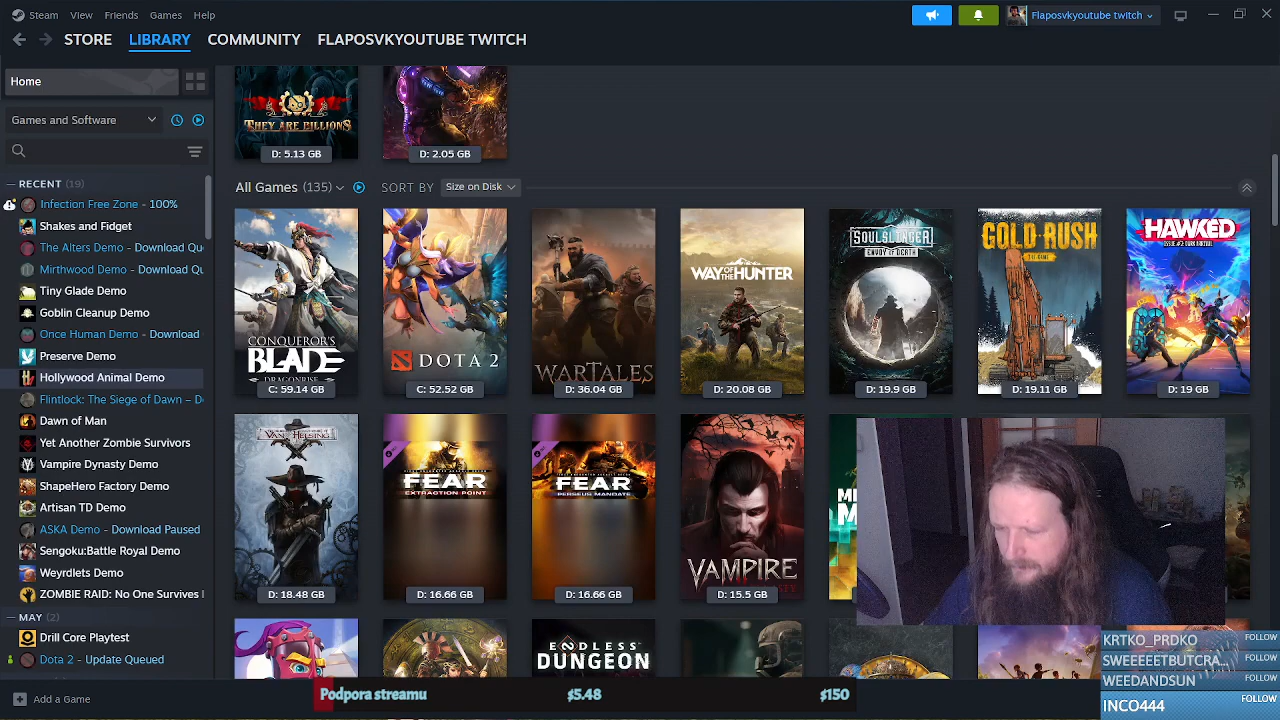 Steam View Friends Games Help
Flaposvkyoutube twitch
STORE LIBRARY COMMUNITY FLAPOSVKYOUTUBE TWITCH
Home
Games and Software
RECENT (19)
Infection Free Zone - 100%
Shakes and Fidget
The Alters Demo - Download Qu
Mirthwood Demo - Download Qu
Tiny Glade Demo
Goblin Cleanup Demo
Once Human Demo - Download
Preserve Demo
Hollywood Animal Demo
Flintlock: The Siege of Dawn – D
Dawn of Man
Yet Another Zombie Survivors
Vampire Dynasty Demo
ShapeHero Factory Demo
Artisan TD Demo
ASKA Demo - Download Paused
Sengoku:Battle Royal Demo
Weyrdlets Demo
ZOMBIE RAID: No One Survives
MAY (2)
Drill Core Playtest
Dota 2 - Update Queued
Add a Game
THEY ARE BILLIONS
D: 5.13 GB
D: 2.05 GB
All Games (135)
SORT BY Size on Disk
CONQUEROR'S BLADE
DRAGONRISE
C: 59.14 GB
DOTA 2
C: 52.52 GB
WARTALES
D: 36.04 GB
WAY OF THE HUNTER
D: 20.08 GB
SOULSLINGER
ENVOY OF DEATH
D: 19.9 GB
GOLD RUSH
THE GAME
D: 19.11 GB
HAWKED
D: 19 GB
VAN HELSING
D: 18.48 GB
FEAR
EXTRACTION POINT
D: 16.66 GB
FEAR
PERSEUS MANDATE
D: 16.66 GB
VAMPIRE
D: 15.5 GB
ENDLESS
DUNGEON
KRTKO_PRDKO FOLLOW
SWEEEETBUTCRA... FOLLOW
WEEDANDSUN FOLLOW
INCO444 FOLLOW
Podpora streamu $5.48 $150